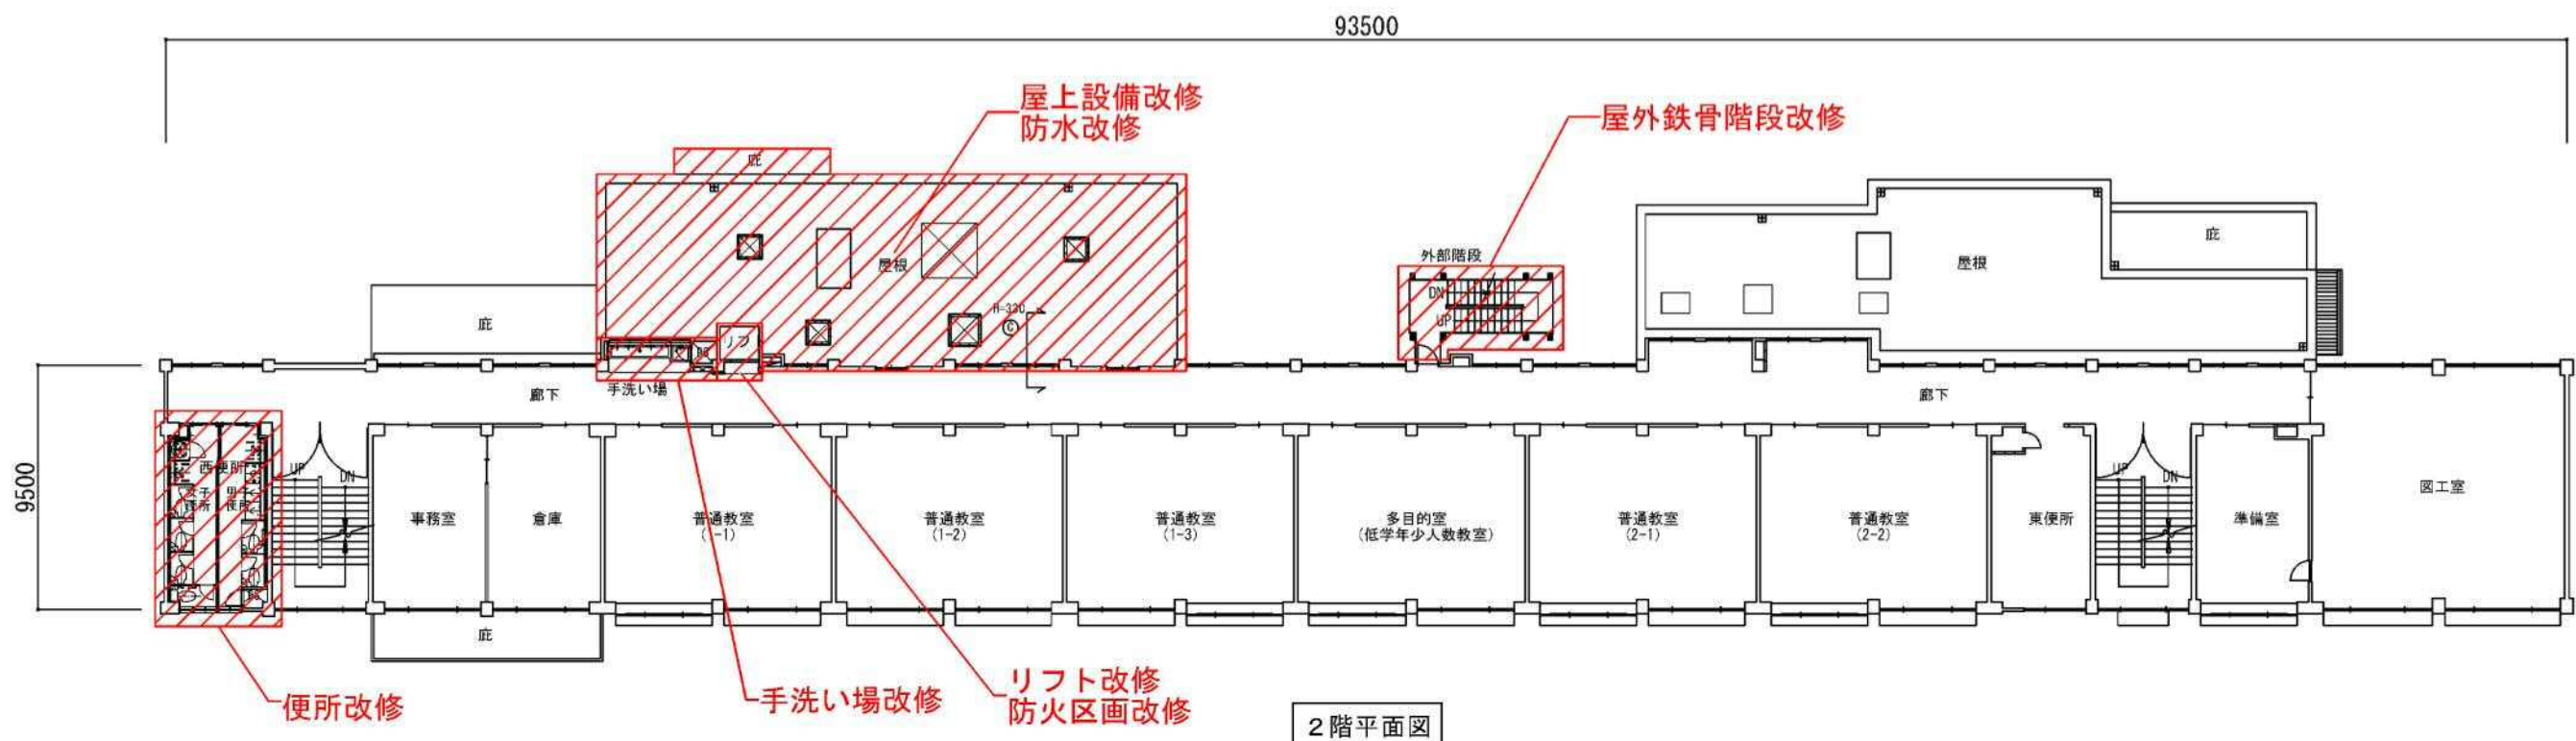 93500
屋上設備改修
防水改修
屋外鉄骨階段改修
庇
外部階段
庇
屋根
屋根
DN
UP
H=330
C
庇
リフ
手洗い場
廊下
廊下
9500
西便所
UP
DN
女子
便所
男子
便所
事務室
倉庫
普通教室
(1-1)
普通教室
(1-2)
普通教室
(1-3)
多目的室
(低学年少人数教室)
普通教室
(2-1)
普通教室
(2-2)
東便所
UP
DN
準備室
図工室
庇
便所改修
手洗い場改修
リフト改修
防火区画改修
2階平面図